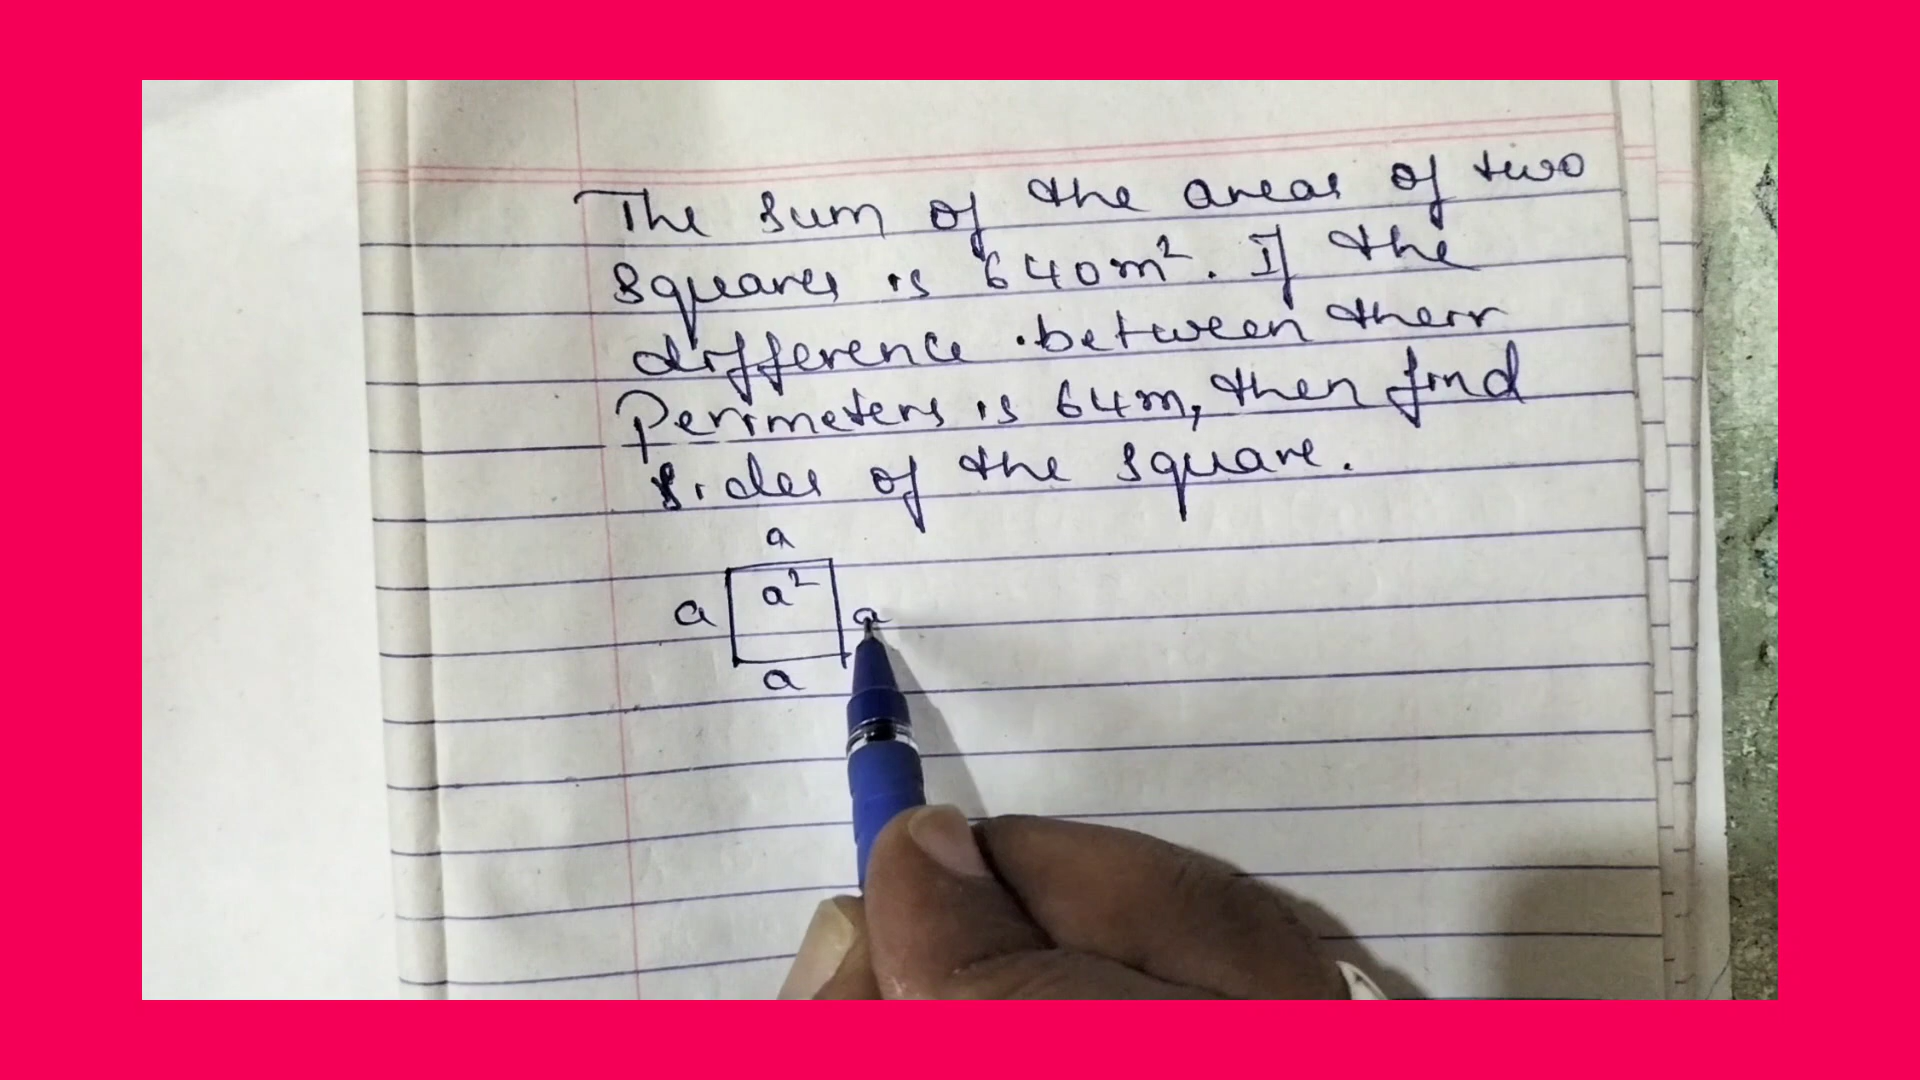 The sum of the areas of two
squares is 640m². If the
difference between their
Perimeters is 64m, then find
sides of the square.
a
a²
a
a
a